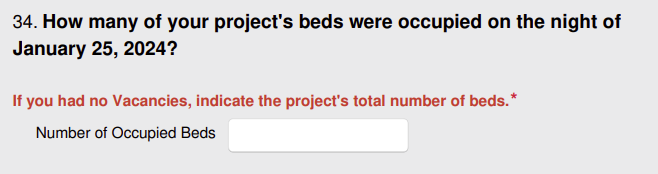 34. How many of your project's beds were occupied on the night of
January 25, 2024?
If you had no Vacancies, indicate the project's total number of beds.*
Number of Occupied Beds